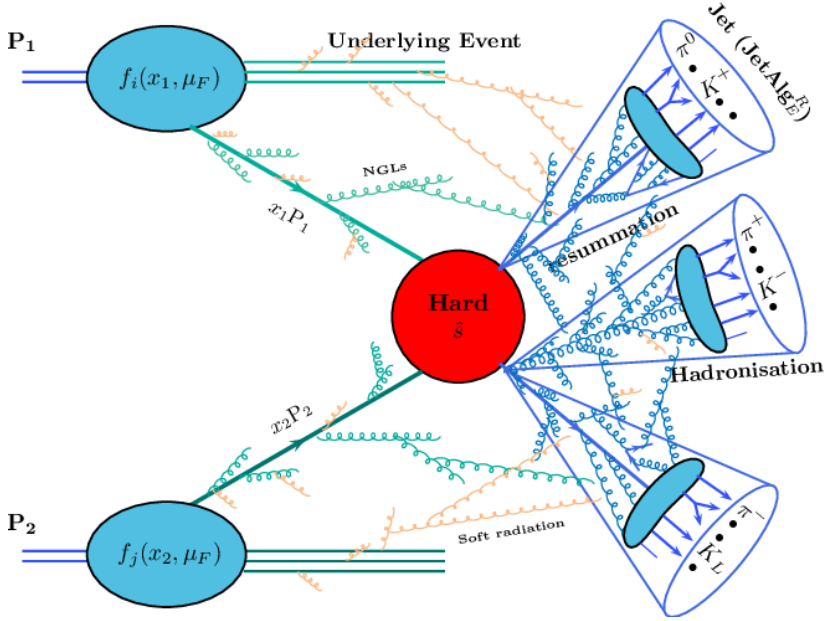 P₁
f_i(x₁, μ_F)
Underlying Event
Jet (JetAlg_E^R)
π⁰
K⁺
NGLs
x₁P₁
resummation
π⁺
K⁻
Hard
ŝ
Hadronisation
x₂P₂
P₂
f_j(x₂, μ_F)
Soft radiation
π⁻
K_L